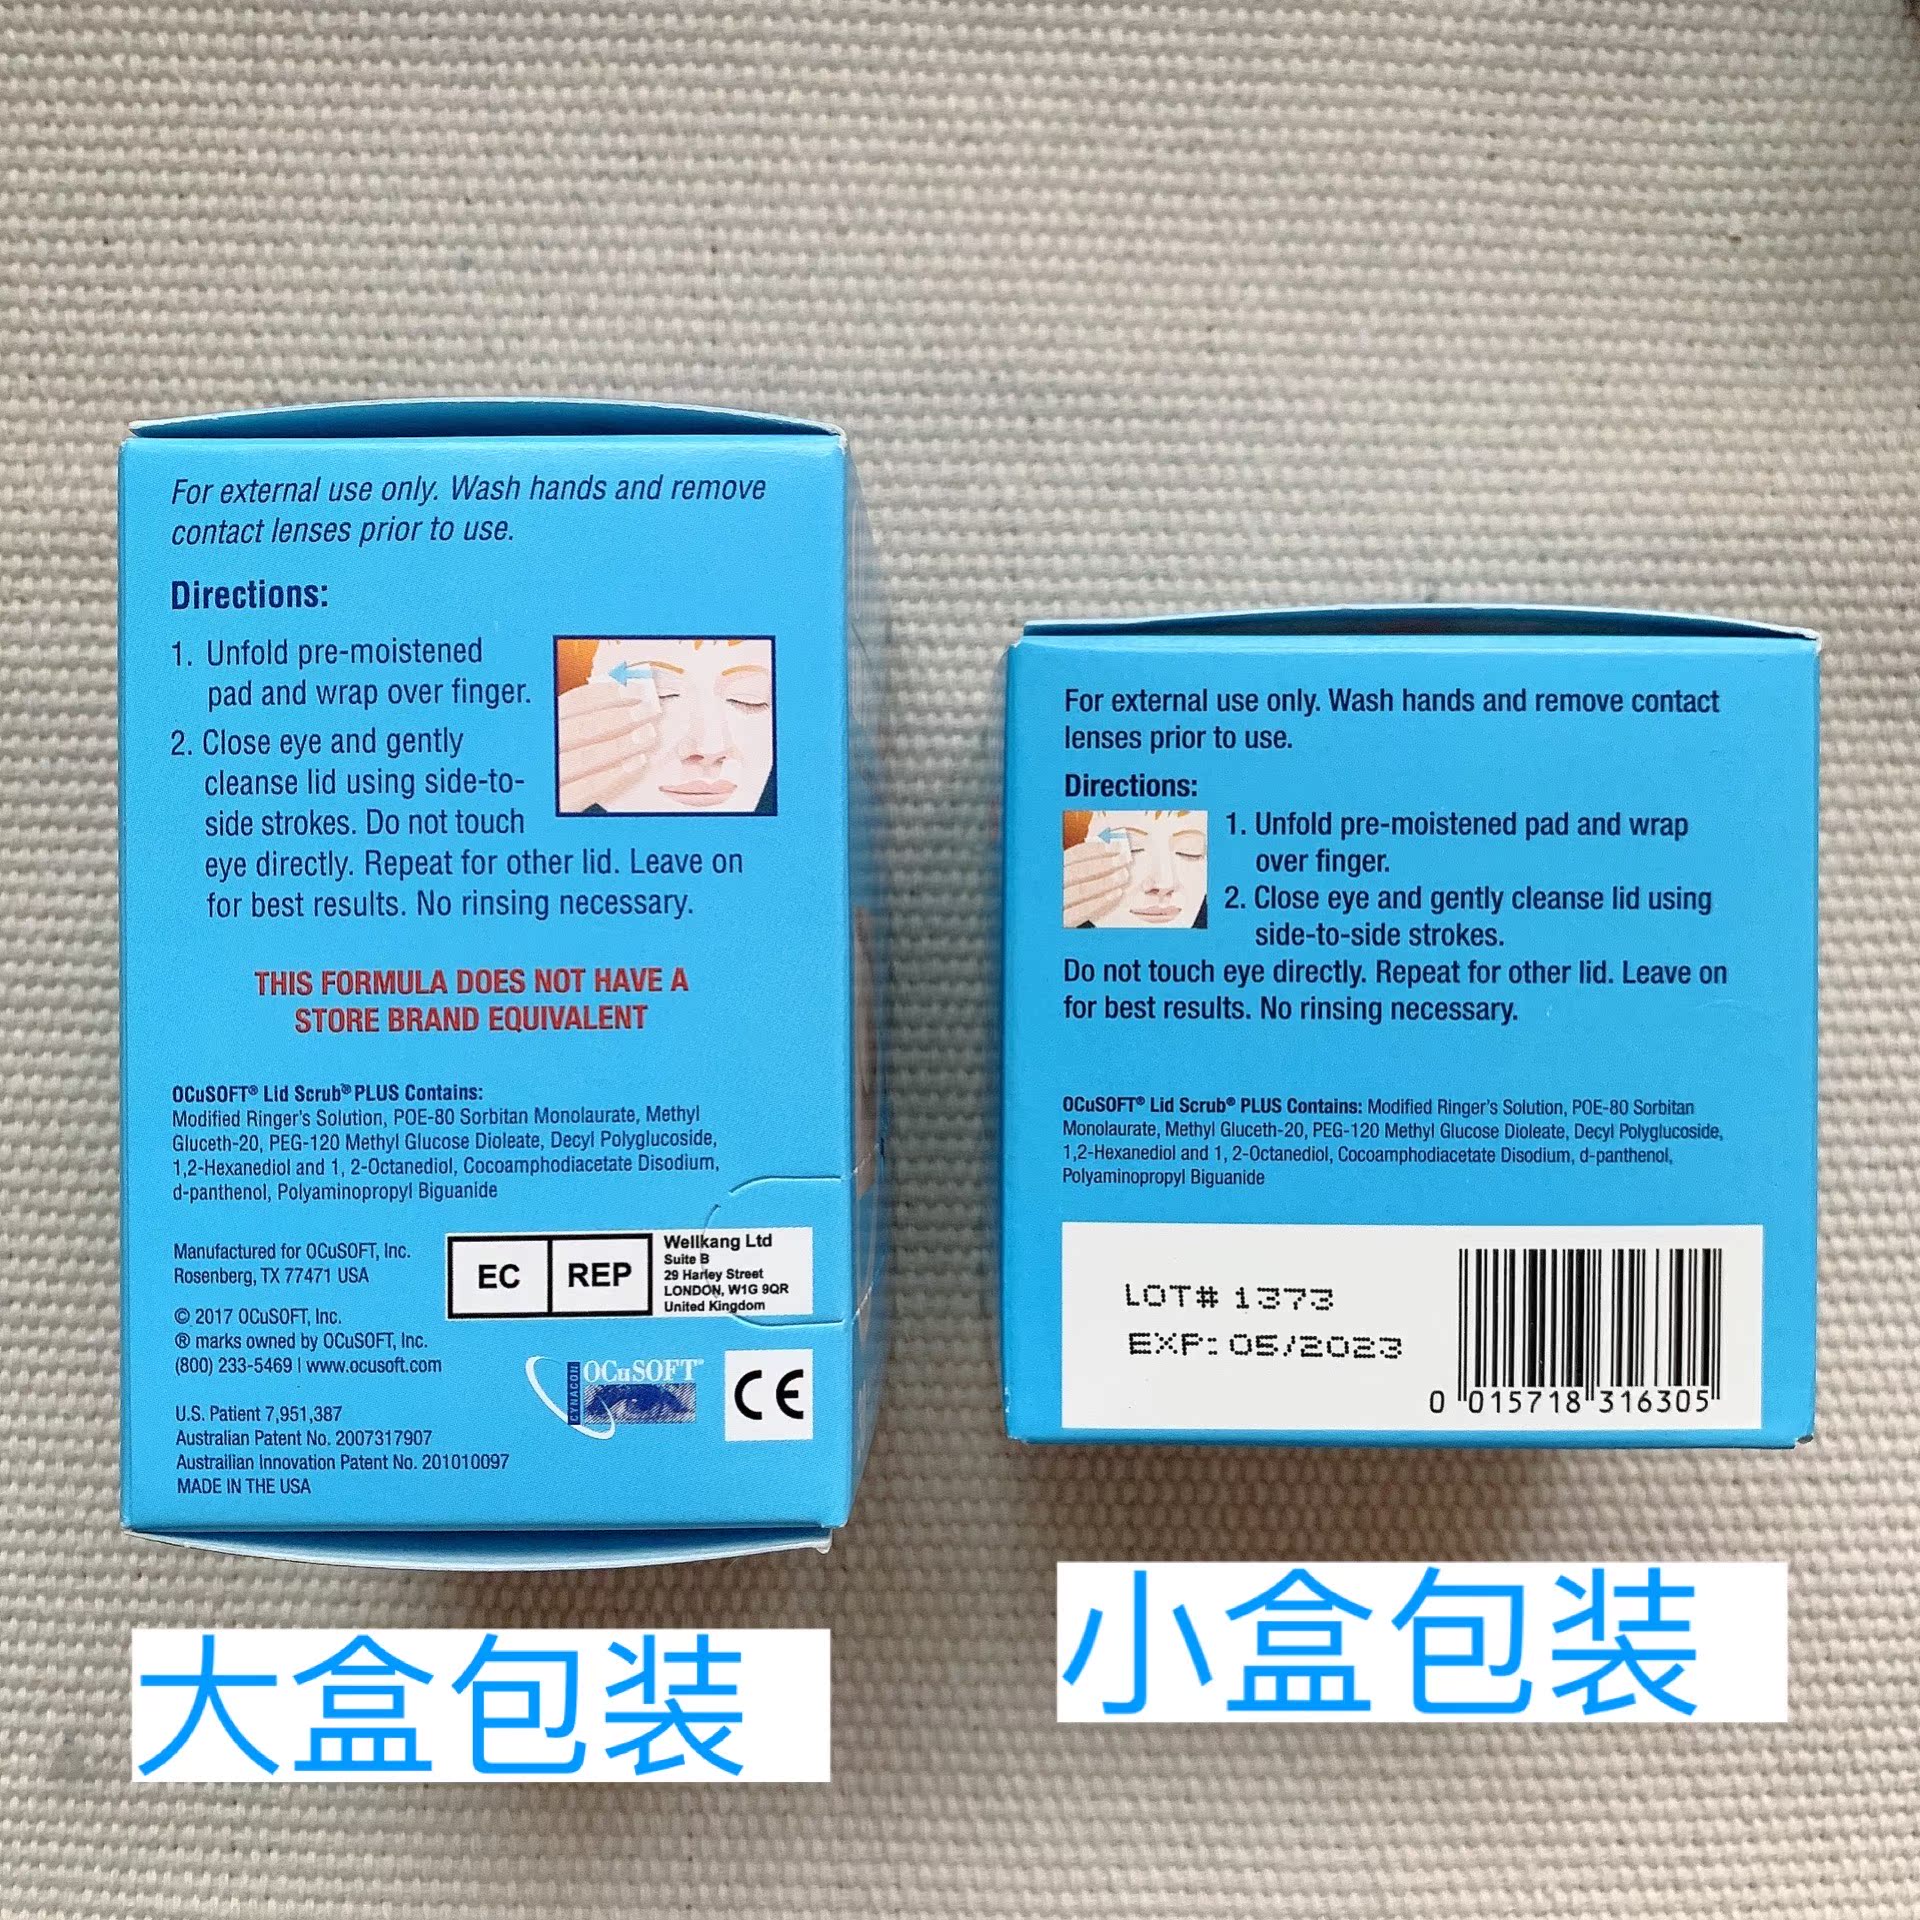 For external use only. Wash hands and remove
contact lenses prior to use.
Directions:
1. Unfold pre-moistened
pad and wrap over finger.
2. Close eye and gently
cleanse lid using side-to-
side strokes. Do not touch
eye directly. Repeat for other lid. Leave on
for best results. No rinsing necessary.
THIS FORMULA DOES NOT HAVE A
STORE BRAND EQUIVALENT
OCuSOFT® Lid Scrub® PLUS Contains:
Modified Ringer's Solution, POE-80 Sorbitan Monolaurate, Methyl
Gluceth-20, PEG-120 Methyl Glucose Dioleate, Decyl Polyglucoside,
1,2-Hexanediol and 1, 2-Octanediol, Cocoamphodiacetate Disodium,
d-panthenol, Polyaminopropyl Biguanide
Manufactured for OCuSOFT, Inc.
Rosenberg, TX 77471 USA
© 2017 OCuSOFT, Inc.
® marks owned by OCuSOFT, Inc.
(800) 233-5469 | www.ocusoft.com
U.S. Patient 7,951,387
Australian Patent No. 2007317907
Austrailian Innovation Patent No. 201010097
MADE IN THE USA
EC REP
Wellkang Ltd
Suite B
29 Harley Street
LONDON, W1G 9QR
United Kingdom
CYNACON
OCuSOFT®
CE
大盒包装
For external use only. Wash hands and remove contact
lenses prior to use.
Directions:
1. Unfold pre-moistened pad and wrap
over finger.
2. Close eye and gently cleanse lid using
side-to-side strokes.
Do not touch eye directly. Repeat for other lid. Leave on
for best results. No rinsing necessary.
OCuSOFT® Lid Scrub® PLUS Contains: Modified Ringer's Solution, POE-80 Sorbitan
Monolaurate, Methyl Gluceth-20, PEG-120 Methyl Glucose Dioleate, Decyl Polyglucoside,
1,2-Hexanediol and 1, 2-Octanediol, Cocoamphodiacetate Disodium, d-panthenol,
Polyaminopropyl Biguanide
LOT# 1373
EXP: 05/2023
0 015718 316305
小盒包装